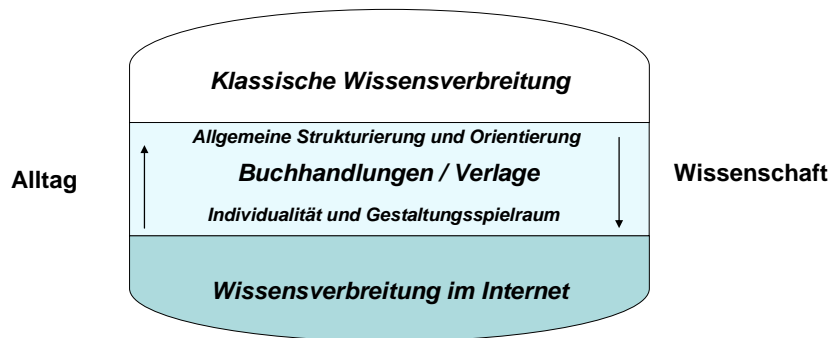 Klassische Wissensverbreitung
Allgemeine Strukturierung und Orientierung
Alltag
Buchhandlungen / Verlage
Wissenschaft
Individualität und Gestaltungsspielraum
Wissensverbreitung im Internet